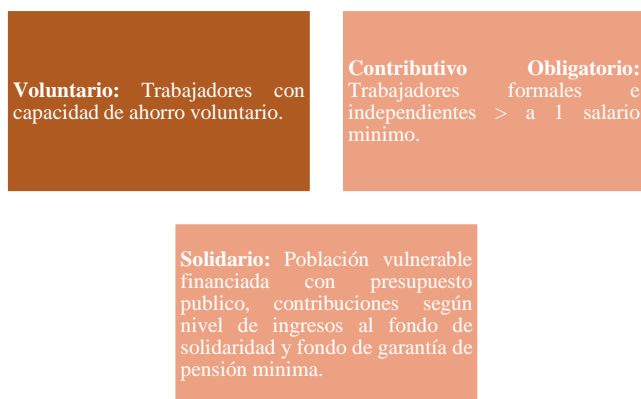 Voluntario: Trabajadores con
capacidad de ahorro voluntario.
Contributivo Obligatorio:
Trabajadores formales e
independientes > a 1 salario
minimo.
Solidario: Población vulnerable
financiada con presupuesto
publico, contribuciones según
nivel de ingresos al fondo de
solidaridad y fondo de garantía de
pensión minima.